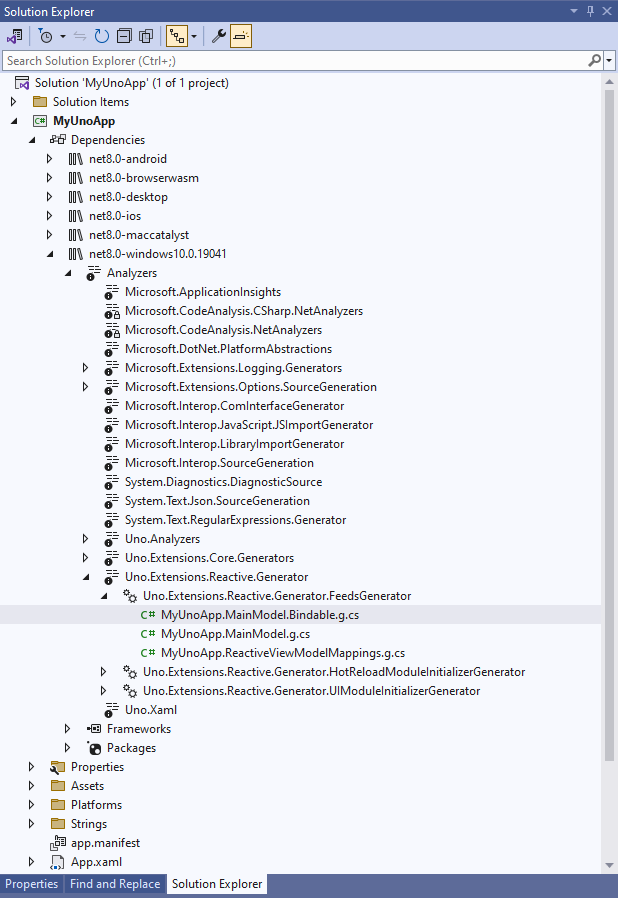 Solution Explorer
Search Solution Explorer (Ctrl+;)
Solution 'MyUnoApp' (1 of 1 project)
Solution Items
C# MyUnoApp
Dependencies
net8.0-android
net8.0-browserwasm
net8.0-desktop
net8.0-ios
net8.0-maccatalyst
net8.0-windows10.0.19041
Analyzers
Microsoft.ApplicationInsights
Microsoft.CodeAnalysis.CSharp.NetAnalyzers
Microsoft.CodeAnalysis.NetAnalyzers
Microsoft.DotNet.PlatformAbstractions
Microsoft.Extensions.Logging.Generators
Microsoft.Extensions.Options.SourceGeneration
Microsoft.Interop.ComInterfaceGenerator
Microsoft.Interop.JavaScript.JSImportGenerator
Microsoft.Interop.LibraryImportGenerator
Microsoft.Interop.SourceGeneration
System.Diagnostics.DiagnosticSource
System.Text.Json.SourceGeneration
System.Text.RegularExpressions.Generator
Uno.Analyzers
Uno.Extensions.Core.Generators
Uno.Extensions.Reactive.Generator
Uno.Extensions.Reactive.Generator.FeedsGenerator
C# MyUnoApp.MainModel.Bindable.g.cs
C# MyUnoApp.MainModel.g.cs
C# MyUnoApp.ReactiveViewModelMappings.g.cs
Uno.Extensions.Reactive.Generator.HotReloadModuleInitializerGenerator
Uno.Extensions.Reactive.Generator.UIModuleInitializerGenerator
Uno.Xaml
Frameworks
Packages
Properties
Assets
Platforms
Strings
app.manifest
App.xaml
Properties Find and Replace Solution Explorer